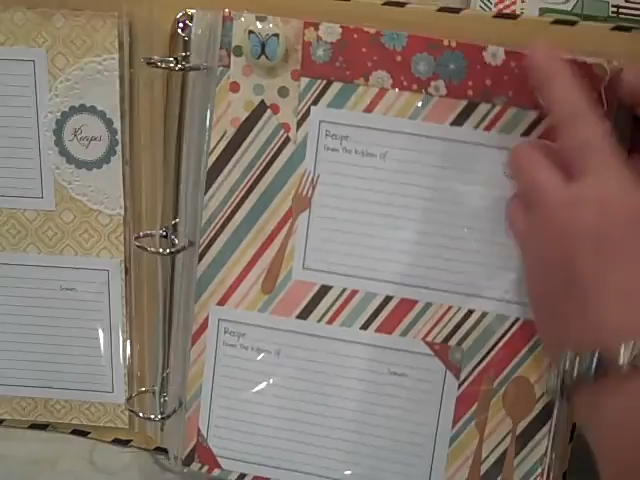 Recipes
Serves
Recipe
From the kitchen of
Recipe
From the kitchen of
Serves